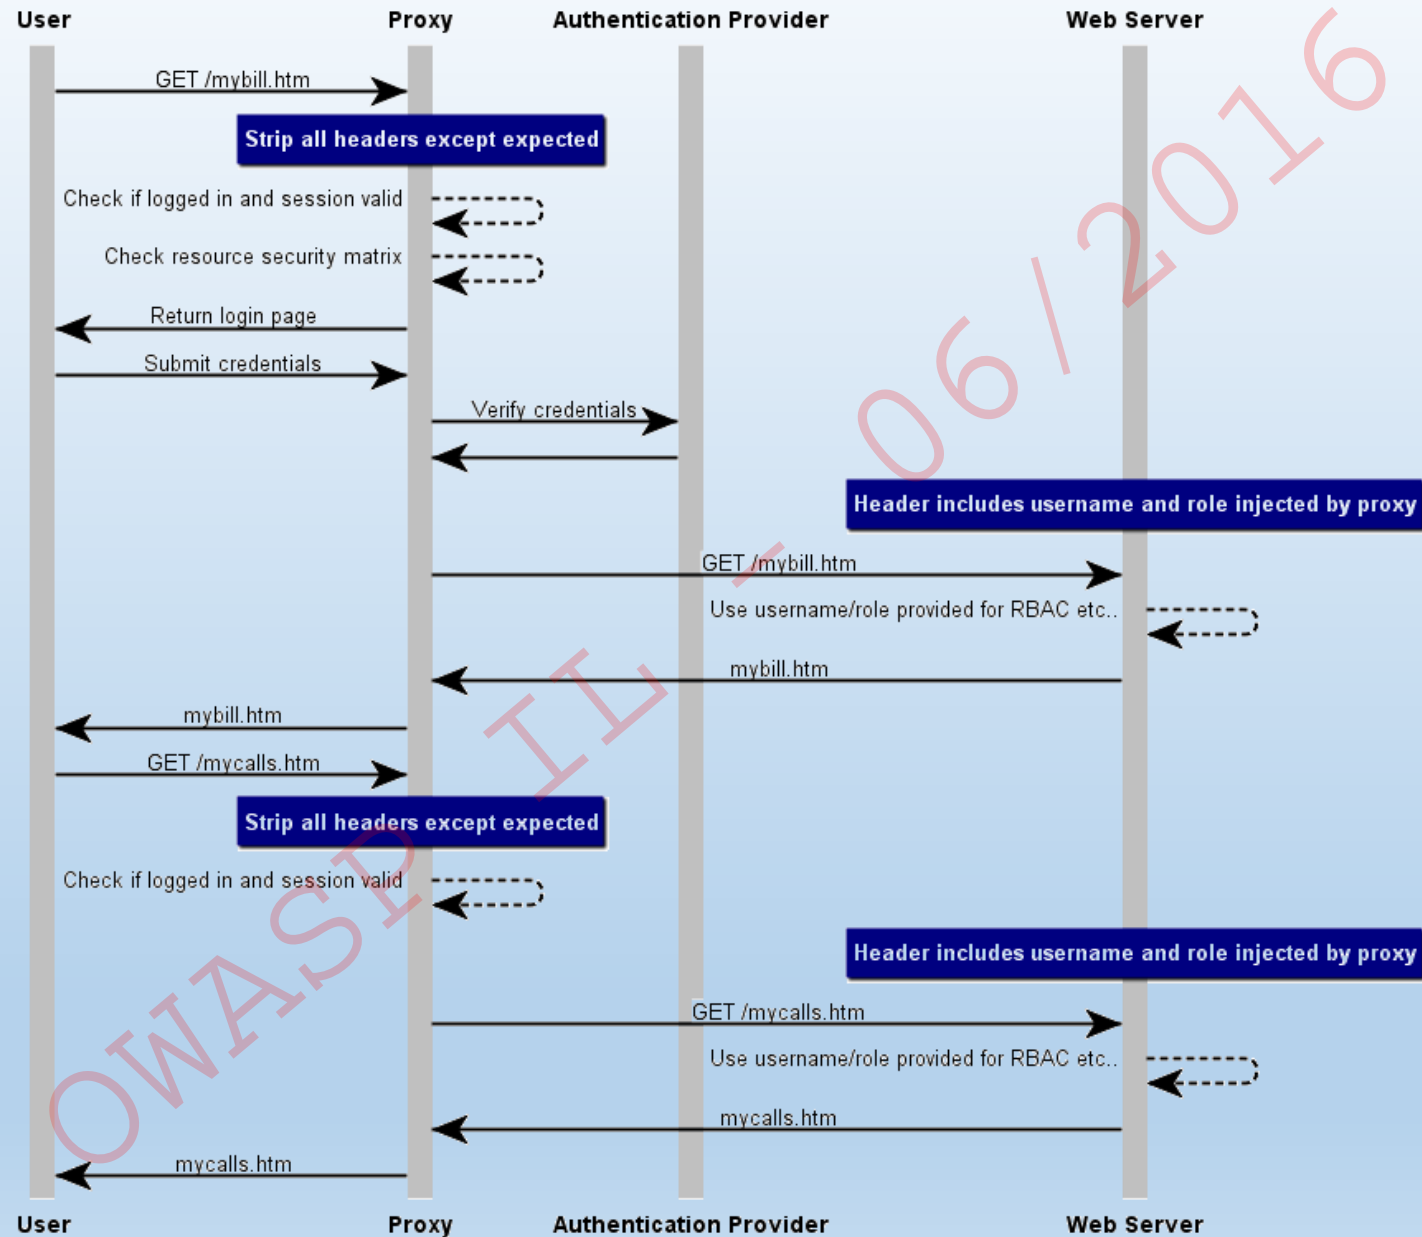 User Proxy Authentication Provider Web Server
GET /mybill.htm
Strip all headers except expected
Check if logged in and session valid
Check resource security matrix
Return login page
Submit credentials
Verify credentials
Header includes username and role injected by proxy
GET /mybill.htm
Use username/role provided for RBAC etc..
mybill.htm
mybill.htm
GET /mycalls.htm
Strip all headers except expected
Check if logged in and session valid
Header includes username and role injected by proxy
GET /mycalls.htm
Use username/role provided for RBAC etc..
mycalls.htm
mycalls.htm
User Proxy Authentication Provider Web Server
OWASP IL - 06/2016